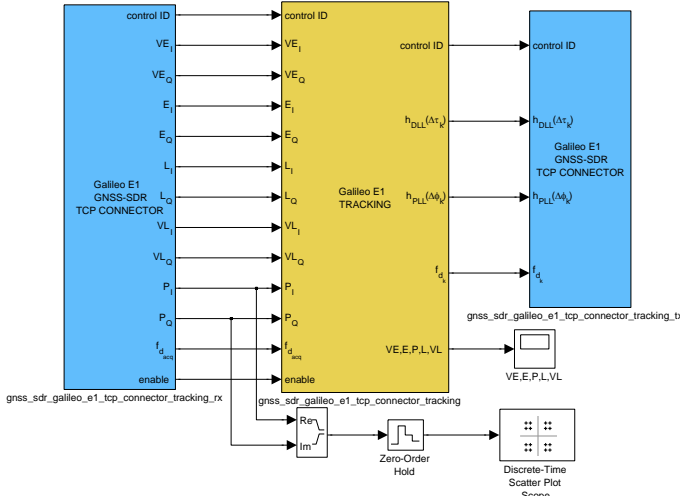 control ID
VE_I
VE_Q
E_I
E_Q
L_I
L_Q
VL_I
VL_Q
P_I
P_Q
f_d_acq
enable
Galileo E1
GNSS-SDR
TCP CONNECTOR
gnss_sdr_galileo_e1_tcp_connector_tracking_rx
control ID
VE_I
VE_Q
E_I
E_Q
L_I
L_Q
VL_I
VL_Q
P_I
P_Q
f_d_acq
enable
Galileo E1
TRACKING
control ID
h_DLL(Δτ_k)
h_PLL(Δϕ_k)
f_d_k
VE,E,P,L,VL
gnss_sdr_galileo_e1_tcp_connector_tracking
control ID
h_DLL(Δτ_k)
Galileo E1
GNSS-SDR
TCP CONNECTOR
h_PLL(Δϕ_k)
f_d_k
gnss_sdr_galileo_e1_tcp_connector_tracking_tx
VE,E,P,L,VL
Re
Im
Zero-Order
Hold
Discrete-Time
Scatter Plot
Scope